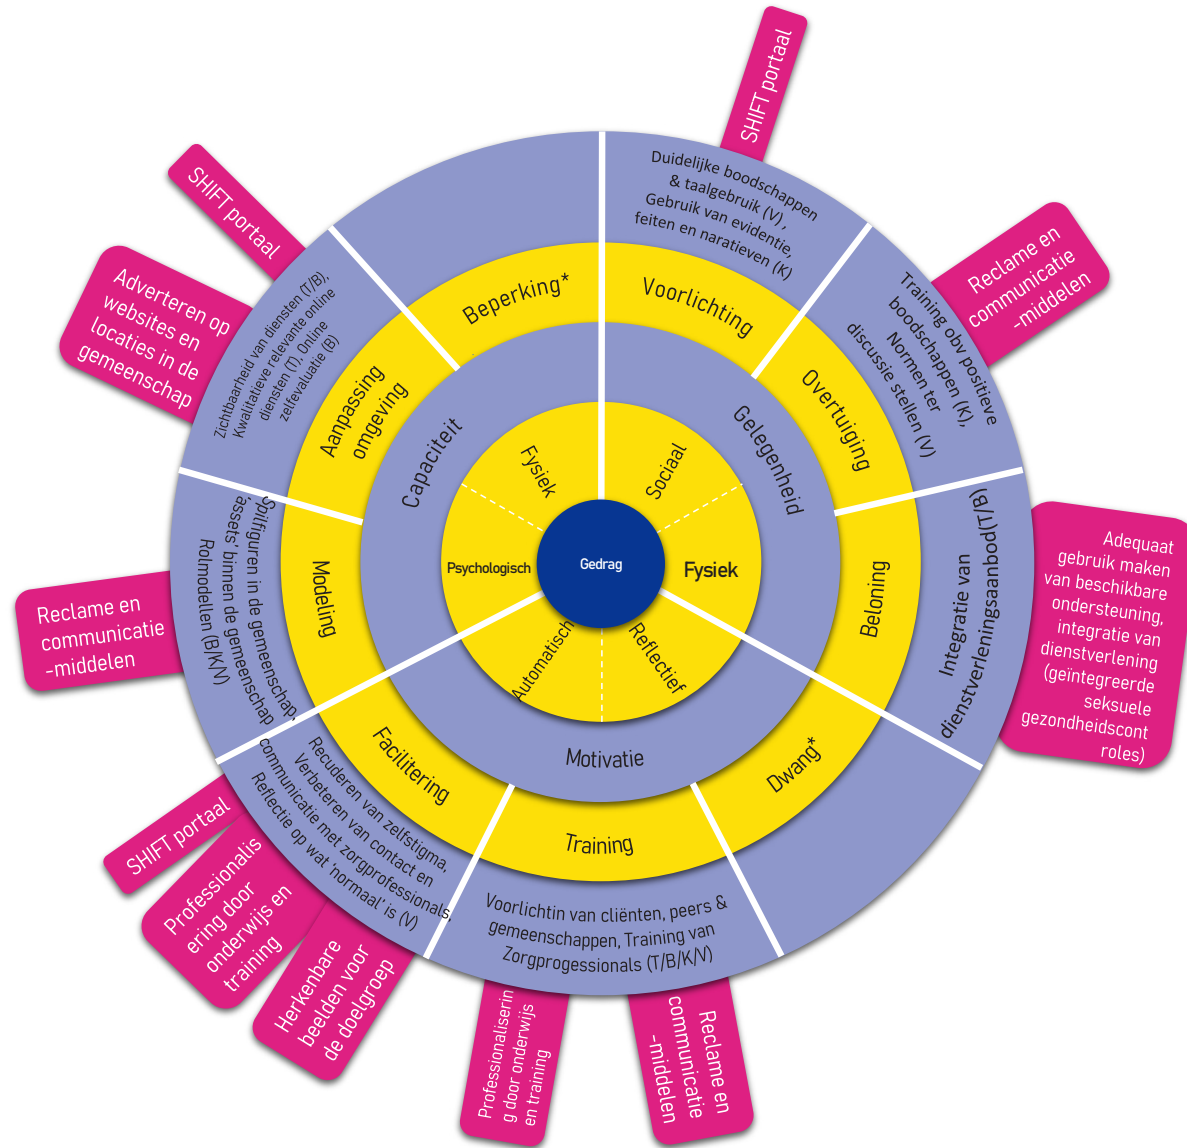 SHIFT portaal
Duidelijke boodschappen
& taalgebruik (V),
Gebruik van evidentie,
feiten en naratieven (K)
Voorlichting
Reclame en
communicatie
-middelen
Training obv positieve
boodschappen (K),
Normen ter
discussie stellen (V)
Overtuiging
Adequaat
gebruik maken
van beschikbare
ondersteuning,
integratie van
dienstverlening
(geïntegreerde
seksuele
gezondheidscont
roles)
Integratie van
dienstverleningsaanbod(T/B)
Beloning
Dwang*
Reclame en
communicatie
-middelen
Professionaliserin
g door onderwijs
en training
Voorlichtin van cliënten, peers &
gemeenschappen, Training van
Zorgprogessionals (T/B/K/V)
Training
Herkenbare
beelden voor
de doelgroep
Professionalis
ering door
onderwijs en
training
SHIFT portaal
Recuderen van zelfstigma,
Verbeteren van contact en
communicatie met zorgprofessionals,
Reflectie op wat 'normaal' is (V)
Facilitering
Reclame en
communicatie
-middelen
Spilfiguren in de gemeenschap,
'assets' binnen de gemeenschap
Rolmodellen (B/K/V)
Modeling
Adverteren op
websites en
locaties in de
gemeenschap
SHIFT portaal
Zichtbaarheid van diensten (T/B),
Kwalitatieve relevante online
diensten (T), Online
zelfevaluatie (B)
Aanpassing
omgeving
Beperking*
Capaciteit
Gelegenheid
Motivatie
Fysiek
Sociaal
Psychologisch
Gedrag
Fysiek
Automatisch
Reflectief